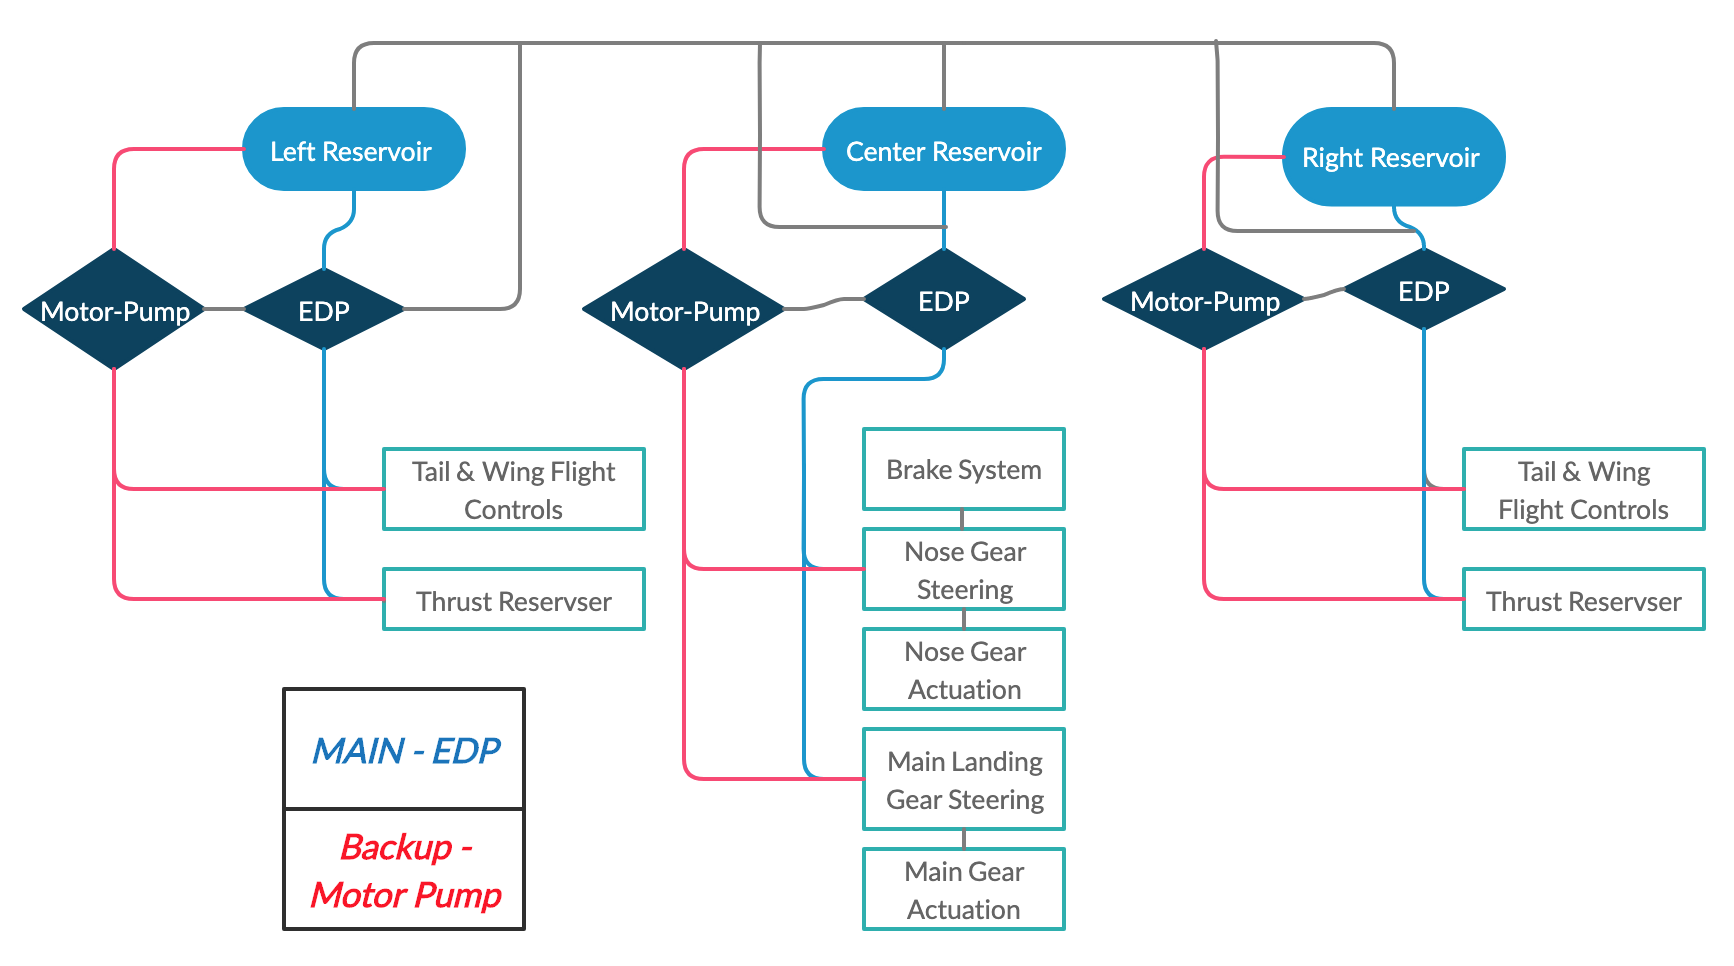 Left Reservoir
Center Reservoir
Right Reservoir
Motor-Pump
EDP
Motor-Pump
EDP
Motor-Pump
EDP
Tail & Wing Flight
Controls
Thrust Reservser
Brake System
Nose Gear
Steering
Nose Gear
Actuation
Main Landing
Gear Steering
Main Gear
Actuation
Tail & Wing
Flight Controls
Thrust Reservser
MAIN - EDP
Backup -
Motor Pump